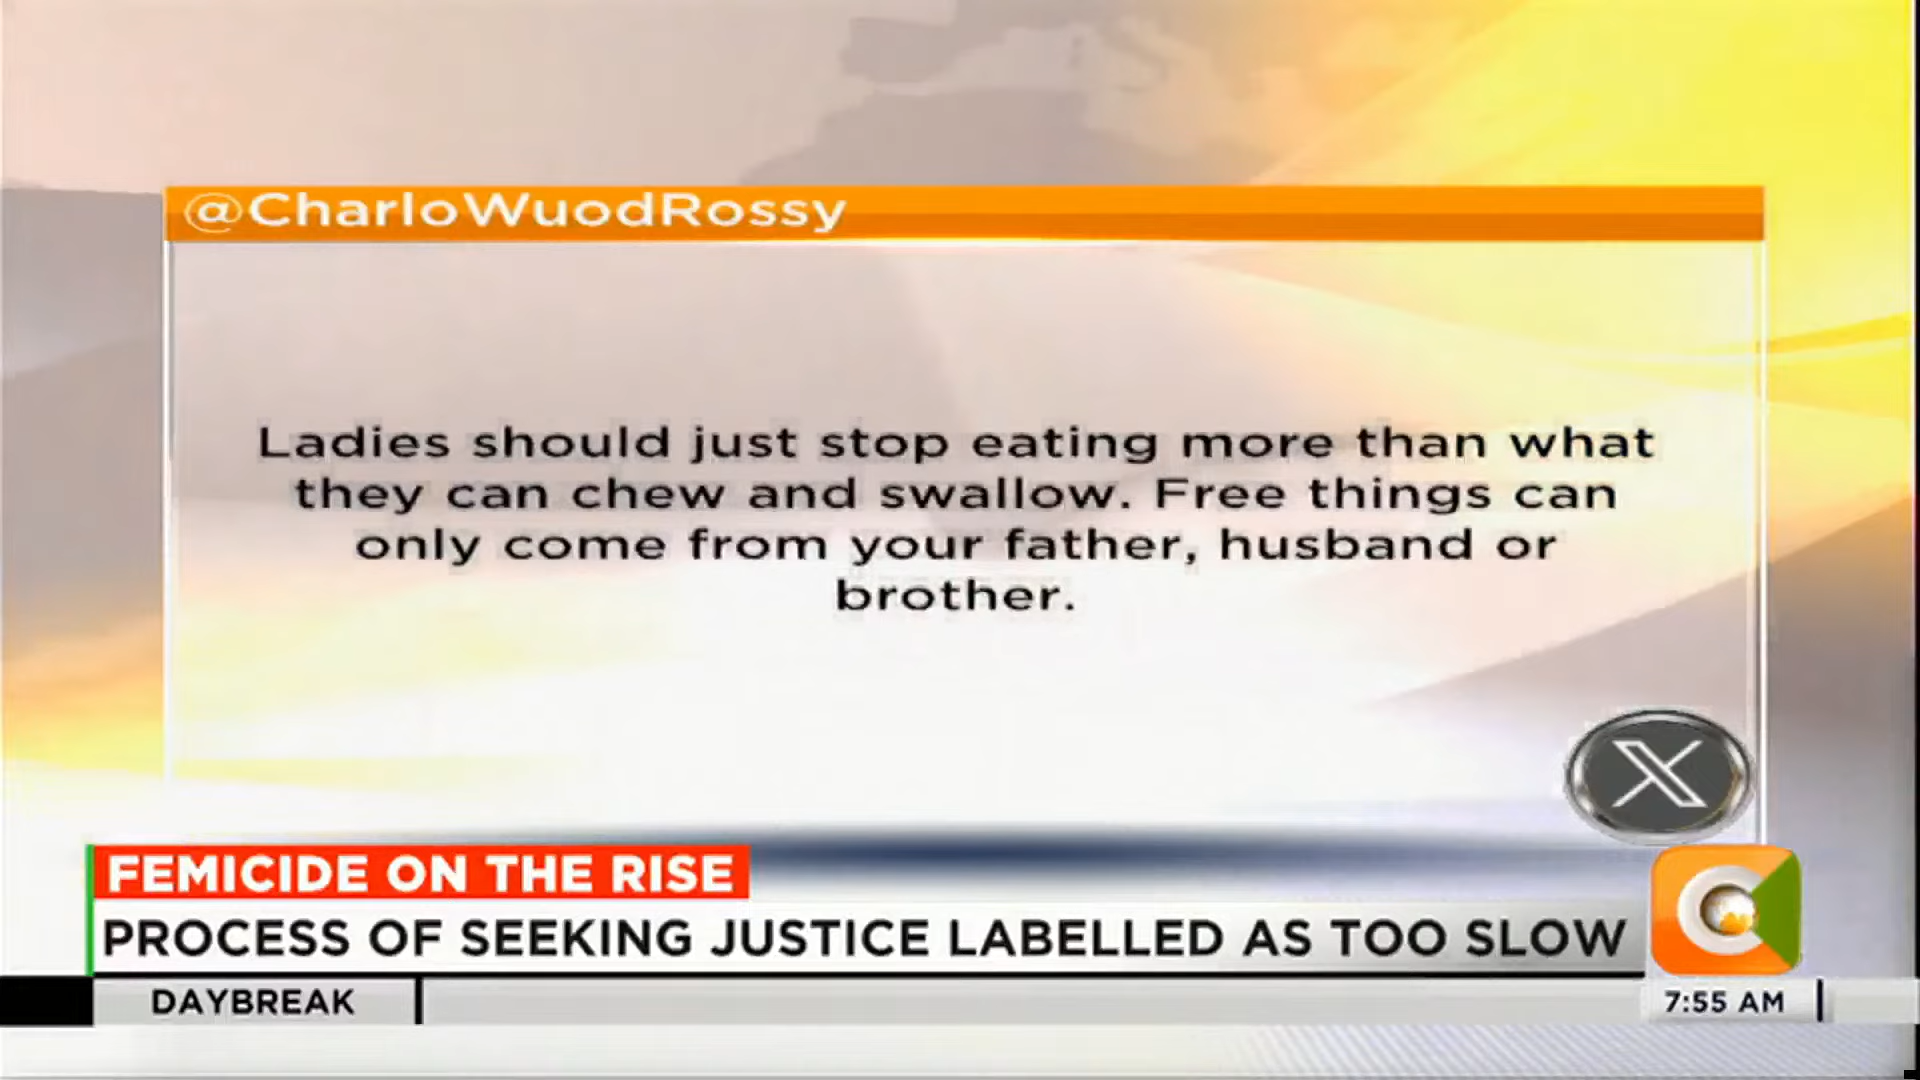 @CharloWuodRossy
Ladies should just stop eating more than what
they can chew and swallow. Free things can
only come from your father, husband or
brother.
X
FEMICIDE ON THE RISE
PROCESS OF SEEKING JUSTICE LABELLED AS TOO SLOW
DAYBREAK
7:55 AM